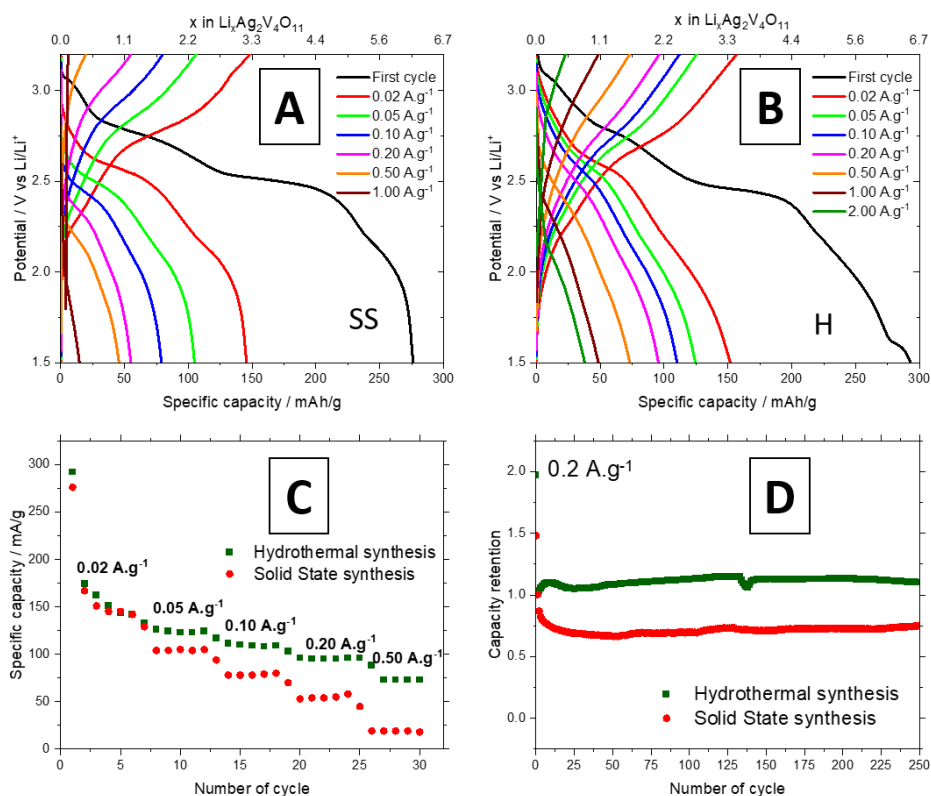 x in LiₓAg₂V₄O₁₁
0.0 1.1 2.2 3.3 4.4 5.6 6.7
A
First cycle
0.02 A.g⁻¹
0.05 A.g⁻¹
0.10 A.g⁻¹
0.20 A.g⁻¹
0.50 A.g⁻¹
1.00 A.g⁻¹
SS
Potential / V vs Li/Li⁺
3.0
2.5
2.0
1.5
0 50 100 150 200 250 300
Specific capacity / mAh/g
x in LiₓAg₂V₄O₁₁
0.0 1.1 2.2 3.3 4.4 5.6 6.7
B
First cycle
0.02 A.g⁻¹
0.05 A.g⁻¹
0.10 A.g⁻¹
0.20 A.g⁻¹
0.50 A.g⁻¹
1.00 A.g⁻¹
2.00 A.g⁻¹
H
Potential / V vs Li/Li⁺
3.0
2.5
2.0
1.5
0 50 100 150 200 250 300
Specific capacity / mAh/g
C
Hydrothermal synthesis
Solid State synthesis
0.02 A.g⁻¹
0.05 A.g⁻¹
0.10 A.g⁻¹
0.20 A.g⁻¹
0.50 A.g⁻¹
Specific capacity / mA/g
300
250
200
150
100
50
0
0 5 10 15 20 25 30
Number of cycle
0.2 A.g⁻¹
D
Hydrothermal synthesis
Solid State synthesis
Capacity retention
2.0
1.5
1.0
0.5
0.0
0 25 50 75 100 125 150 175 200 225 250
Number of cycle